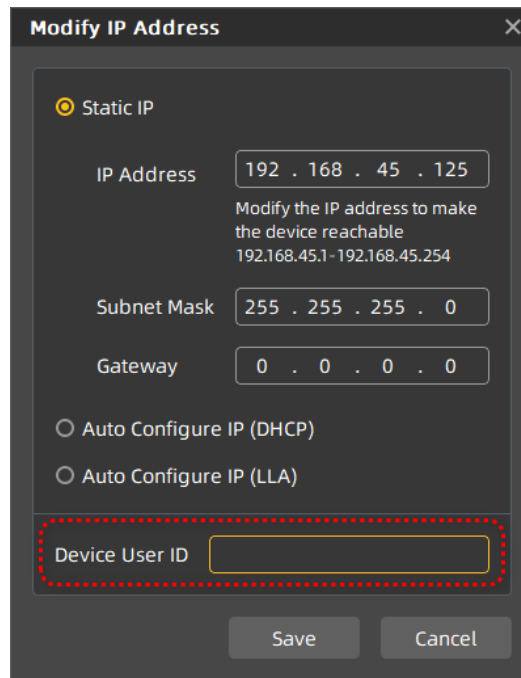 Modify IP Address
Static IP
IP Address 192 . 168 . 45 . 125
Modify the IP address to make
the device reachable
192.168.45.1-192.168.45.254
Subnet Mask 255 . 255 . 255 . 0
Gateway 0 . 0 . 0 . 0
Auto Configure IP (DHCP)
Auto Configure IP (LLA)
Device User ID
Save Cancel